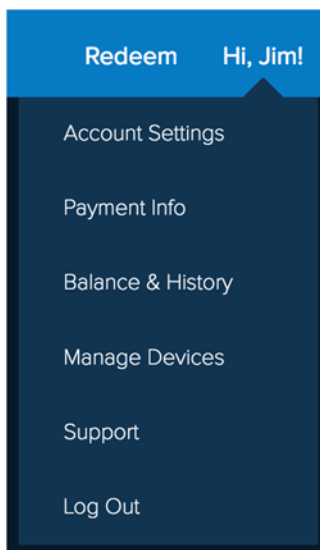 Redeem Hi, Jim!
Account Settings
Payment Info
Balance & History
Manage Devices
Support
Log Out